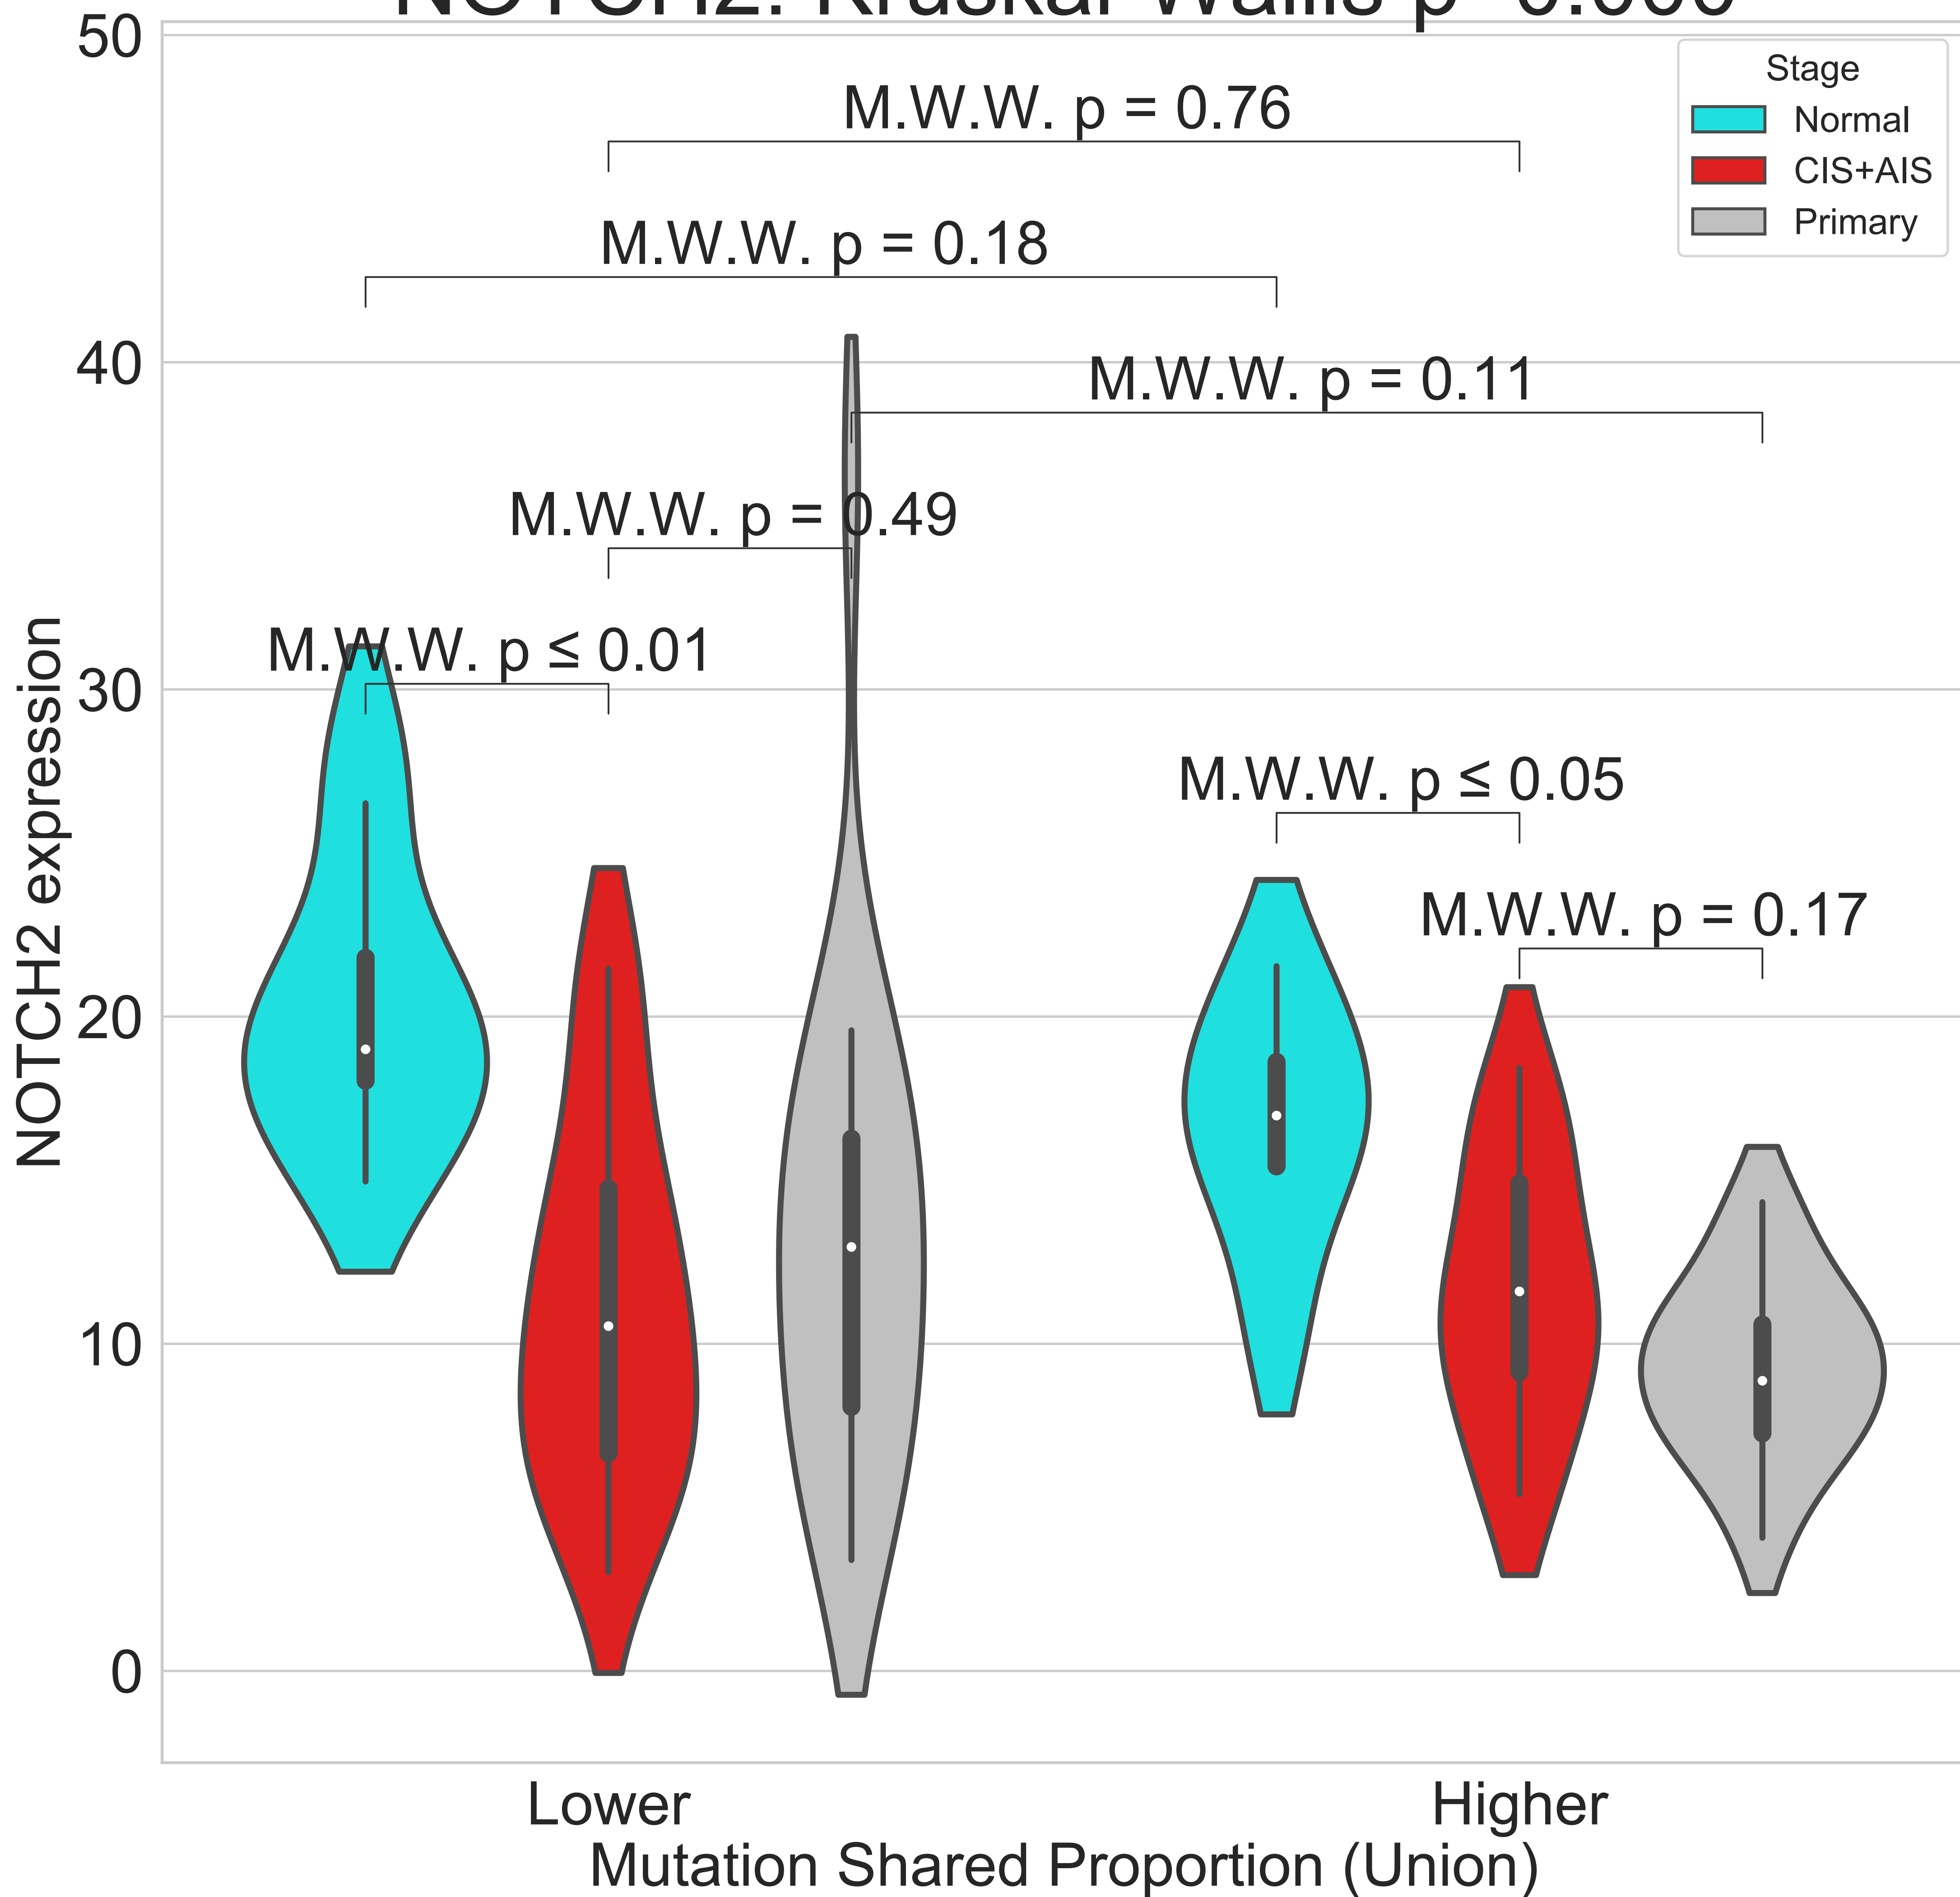 50
Stage
Normal
CIS+AIS
Primary
M.W.W. p = 0.76
M.W.W. p = 0.18
40
M.W.W. p = 0.11
M.W.W. p = 0.49
M.W.W. p ≤ 0.01
30
M.W.W. p ≤ 0.05
M.W.W. p = 0.17
20
10
0
NOTCH2 expression
Lower
Higher
Mutation Shared Proportion (Union)